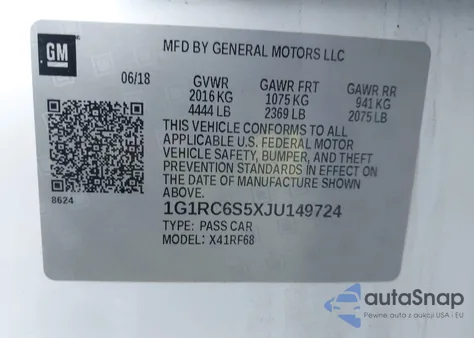 GM
MFD BY GENERAL MOTORS LLC
06/18 GVWR GAWR FRT GAWR RR
2016 KG 1075 KG 941 KG
4444 LB 2369 LB 2075 LB
THIS VEHICLE CONFORMS TO ALL
APPLICABLE U.S. FEDERAL MOTOR
VEHICLE SAFETY, BUMPER, AND THEFT
PREVENTION STANDARDS IN EFFECT ON
THE DATE OF MANUFACTURE SHOWN
ABOVE.
8624
1G1RC6S5XJU149724
TYPE: PASS CAR
MODEL: X41RF68
autoSnap
Pewne auta z aukcji USA i EU